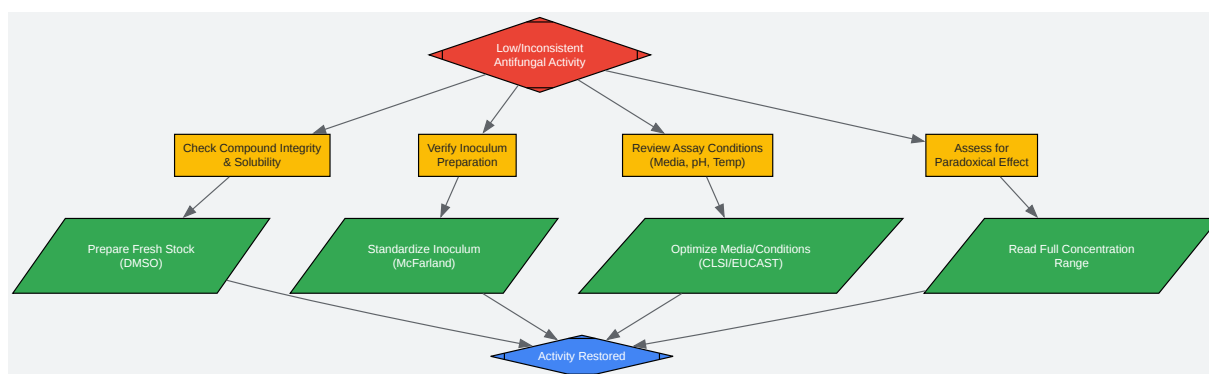 Low/Inconsistent
Antifungal Activity
Check Compound Integrity
& Solubility
Verify Inoculum
Preparation
Review Assay Conditions
(Media, pH, Temp)
Assess for
Paradoxical Effect
Prepare Fresh Stock
(DMSO)
Standardize Inoculum
(McFarland)
Optimize Media/Conditions
(CLSI/EUCAST)
Read Full Concentration
Range
Activity Restored